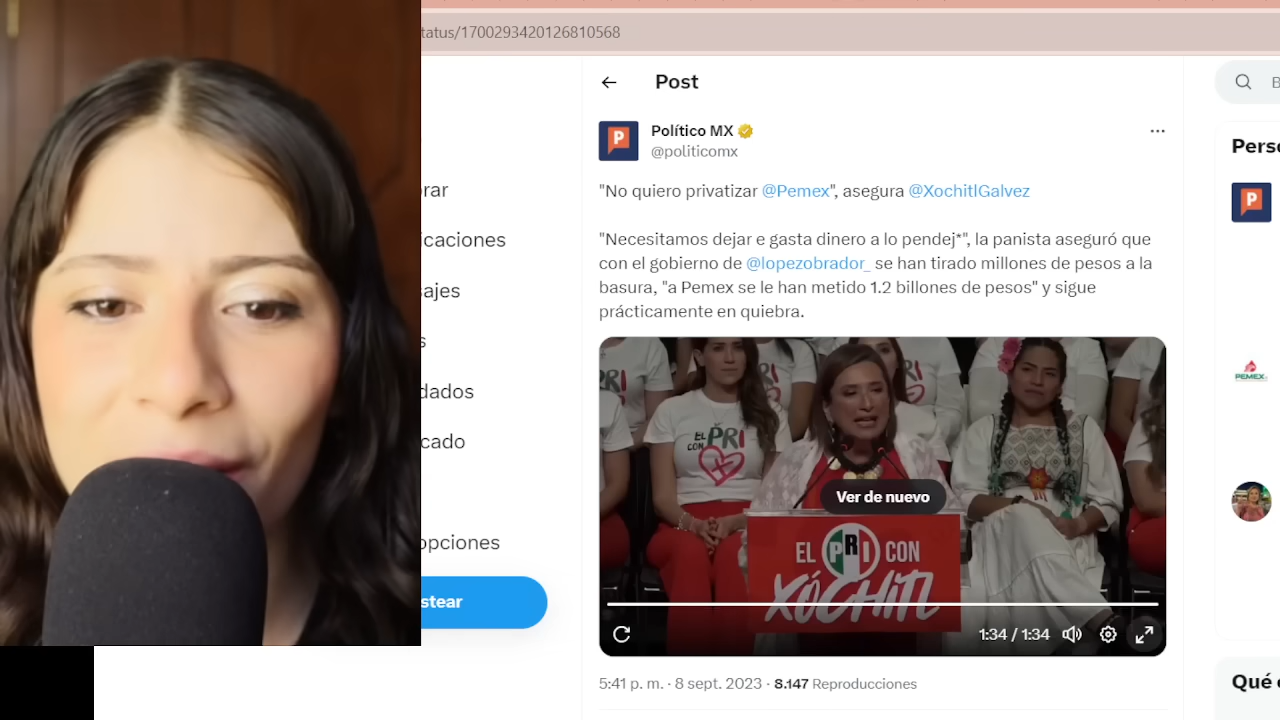 tatus/1700293420126810568
Post
Político MX
@politicomx
"No quiero privatizar @Pemex", asegura @XochitlGalvez
"Necesitamos dejar e gasta dinero a lo pendej*", la panista aseguró que
con el gobierno de @lopezobrador_ se han tirado millones de pesos a la
basura, "a Pemex se le han metido 1.2 billones de pesos" y sigue
prácticamente en quiebra.
rar
icaciones
sajes
s
dados
cado
opciones
stear
EL PRI
CON
Ver de nuevo
EL PRI CON
XÓCHITL
1:34 / 1:34
5:41 p. m. · 8 sept. 2023 · 8.147 Reproducciones
B
Pers
P
PEMEX
Qué